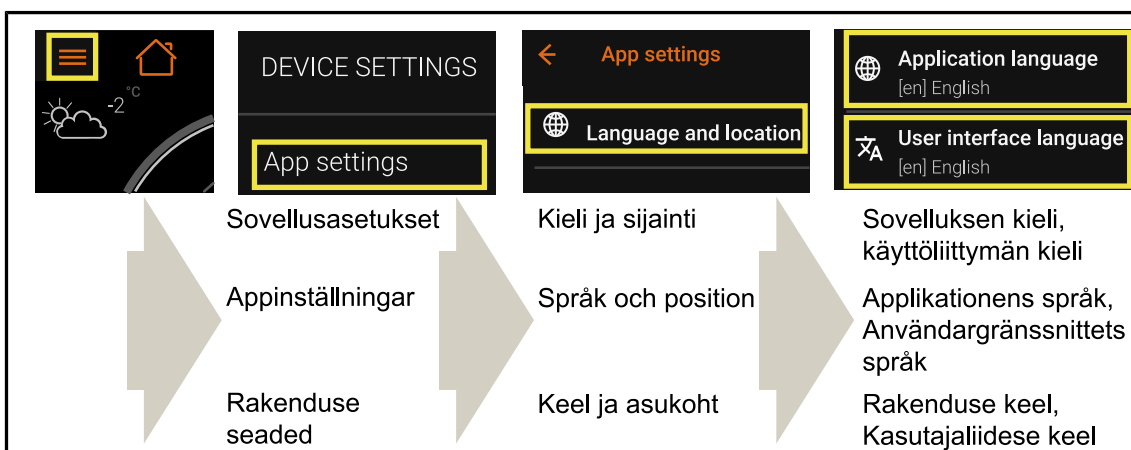 -2°C
DEVICE SETTINGS
App settings
App settings
Language and location
Application language
[en] English
User interface language
[en] English
Sovellusasetukset
Kieli ja sijainti
Sovelluksen kieli,
käyttöliittymän kieli
Appinställningar
Språk och position
Applikationens språk,
Användargränssnittets
språk
Rakenduse
seaded
Keel ja asukoht
Rakenduse keel,
Kasutajaliidese keel